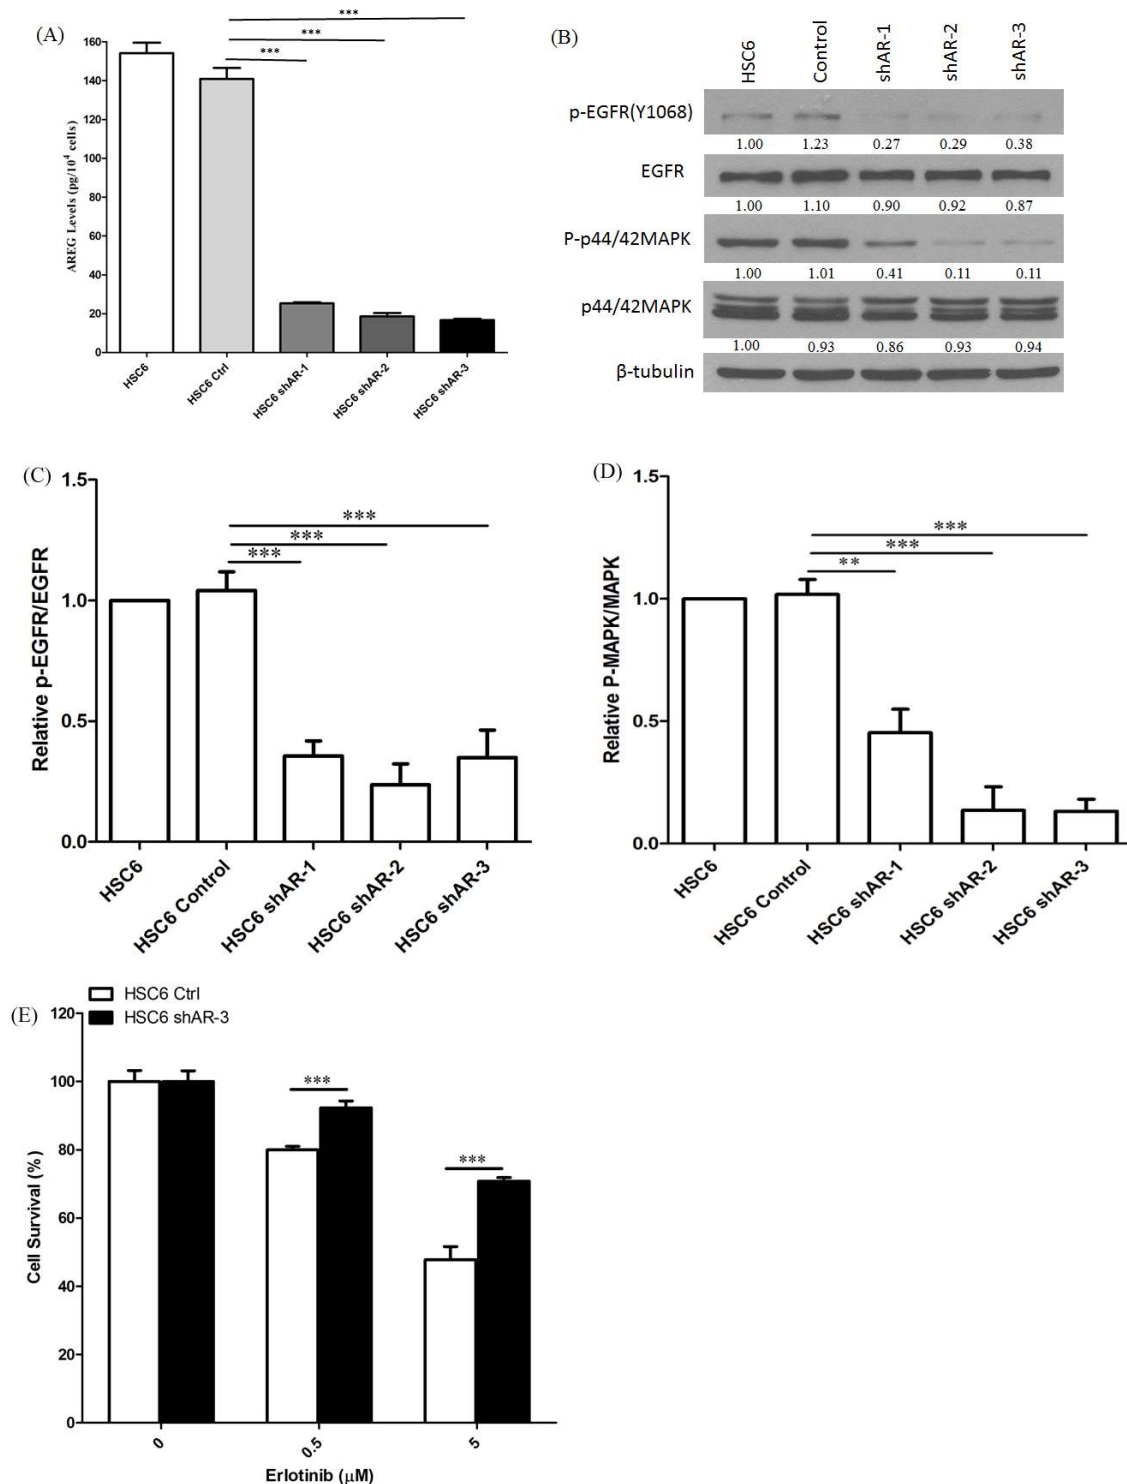 (A)
***
***
***
160
140
120
100
80
60
40
20
0
AREG Levels (pg/10⁴ cells)
HSC6
HSC6 Ctrl
HSC6 shAR-1
HSC6 shAR-2
HSC6 shAR-3
(B)
HSC6
Control
shAR-1
shAR-2
shAR-3
p-EGFR(Y1068)
1.00 1.23 0.27 0.29 0.38
EGFR
1.00 1.10 0.90 0.92 0.87
P-p44/42MAPK
1.00 1.01 0.41 0.11 0.11
p44/42MAPK
1.00 0.93 0.86 0.93 0.94
β-tubulin
(C)
1.5
1.0
0.5
0.0
Relative p-EGFR/EGFR
***
***
***
HSC6
HSC6 Control
HSC6 shAR-1
HSC6 shAR-2
HSC6 shAR-3
(D)
1.5
1.0
0.5
0.0
Relative P-MAPK/MAPK
***
***
**
HSC6
HSC6 Control
HSC6 shAR-1
HSC6 shAR-2
HSC6 shAR-3
(E)
HSC6 Ctrl
HSC6 shAR-3
120
100
80
60
40
20
0
Cell Survival (%)
***
***
0
0.5
5
Erlotinib (μM)